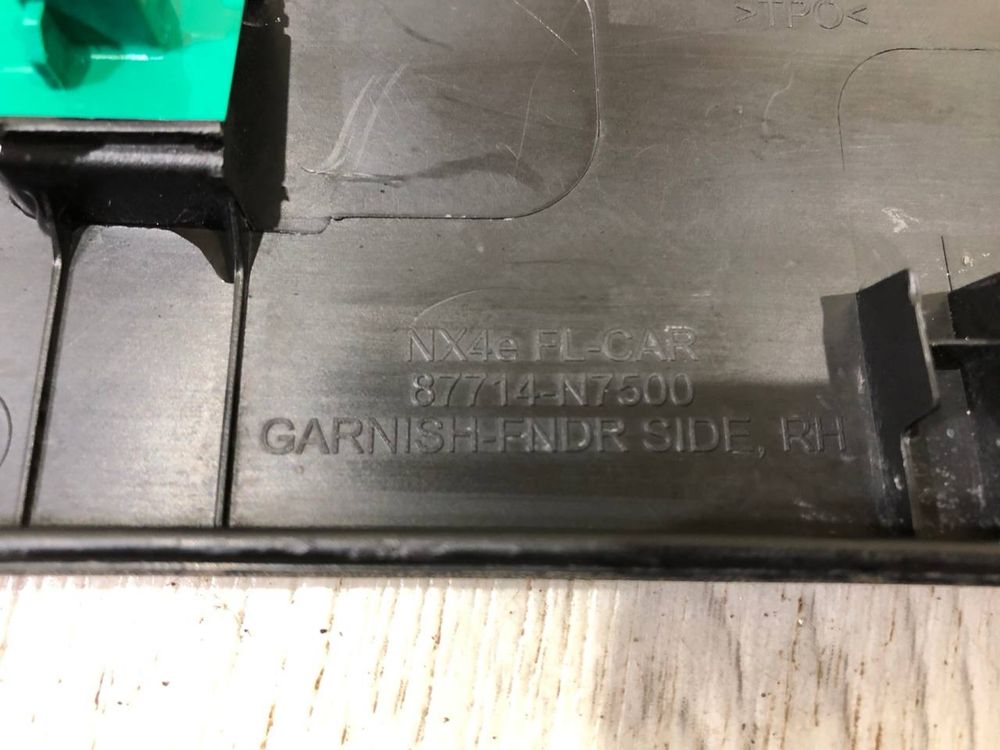 >TPO<
NX4e FL-CAR
87714-N7500
GARNISH-FNDR SIDE, RH